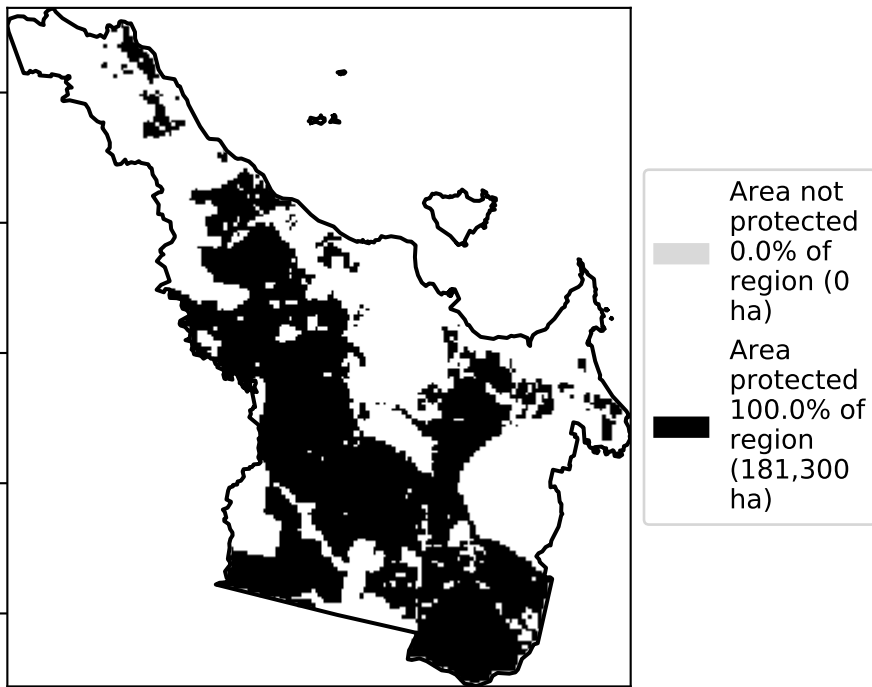 Area not
protected
0.0% of
region (0
ha)
Area
protected
100.0% of
region
(181,300
ha)